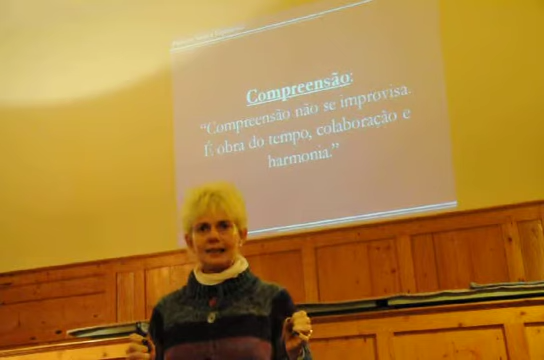 Compreensão:
“Compreensão não se improvisa.
É obra do tempo, colaboração e
harmonia.”